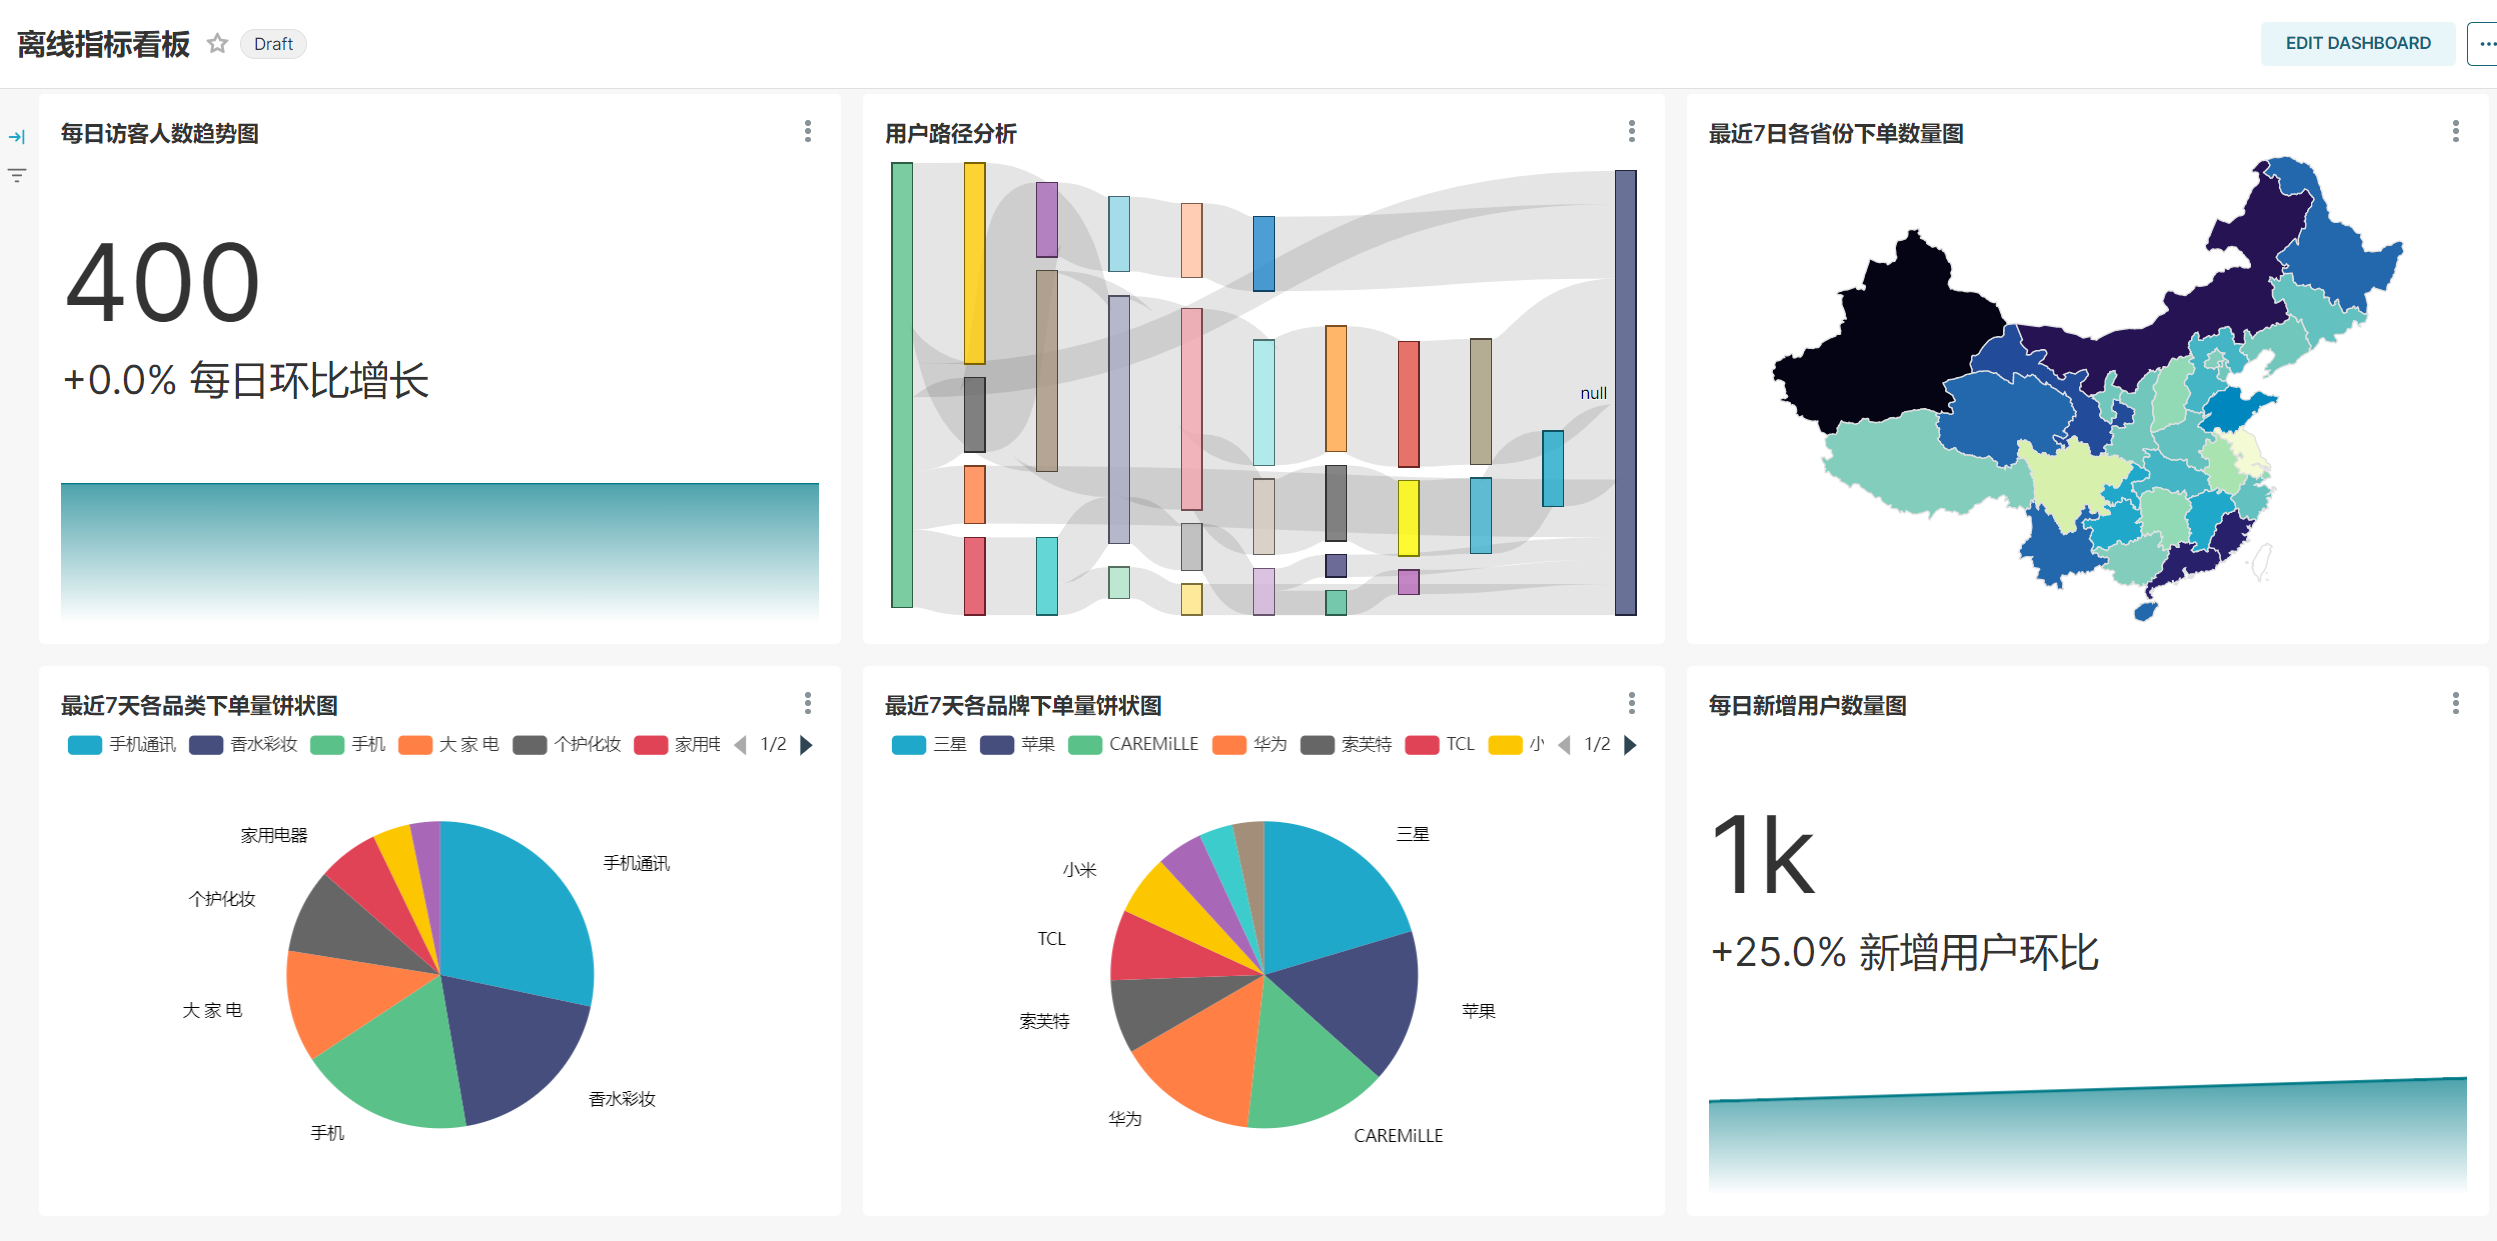 离线指标看板
Draft
EDIT DASHBOARD
每日访客人数趋势图
400
+0.0% 每日环比增长
用户路径分析
null
最近7日各省份下单数量图
最近7天各品类下单量饼状图
手机通讯 香水彩妆 手机 大 家 电 个护化妆 家用电 1/2
家用电器
手机通讯
个护化妆
大 家 电
香水彩妆
手机
最近7天各品牌下单量饼状图
三星 苹果 CAREMiLLE 华为 索芙特 TCL 小 1/2
三星
小米
TCL
苹果
索芙特
华为
CAREMiLLE
每日新增用户数量图
1k
+25.0% 新增用户环比